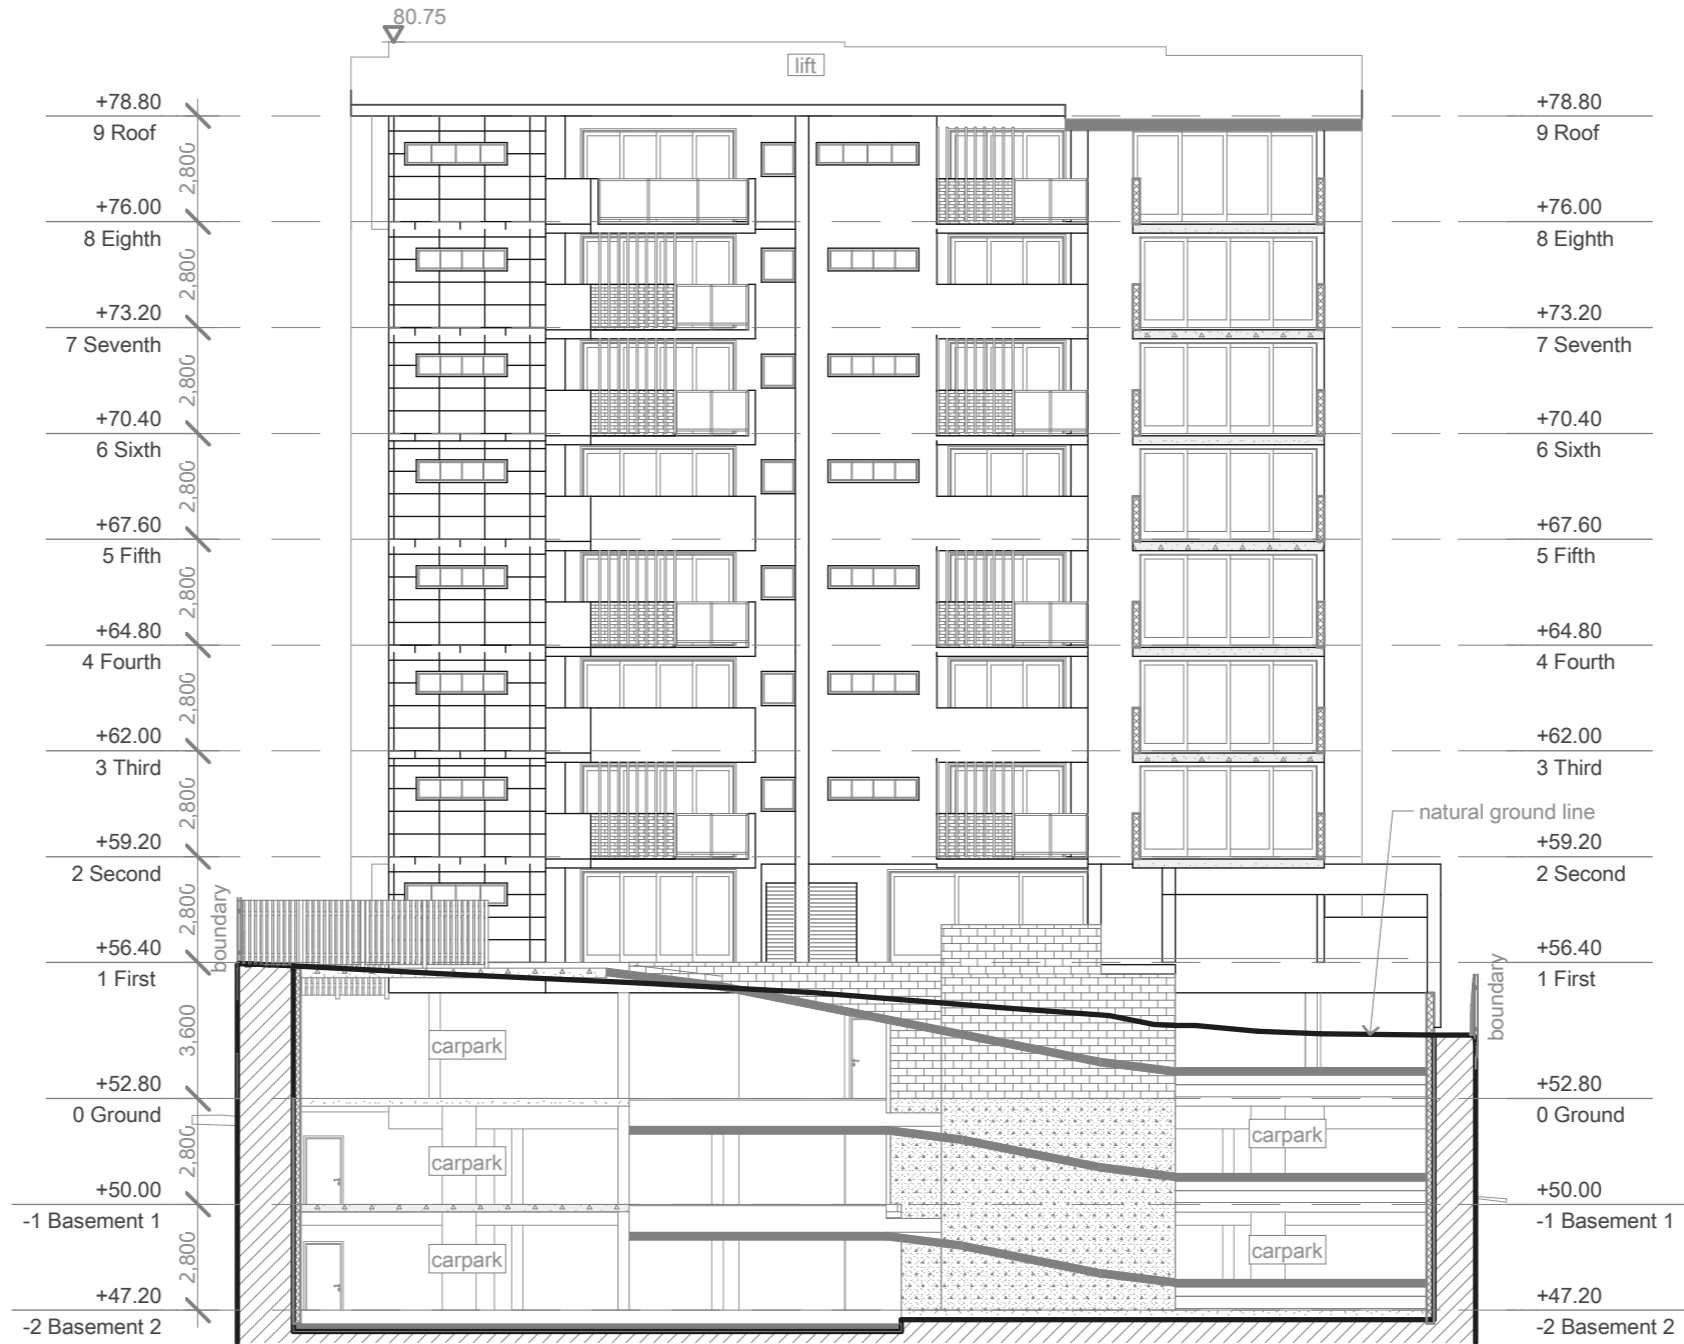 80.75
lift
+78.80
9 Roof
+78.80
9 Roof
2,800
+76.00
8 Eighth
+76.00
8 Eighth
2,800
+73.20
7 Seventh
+73.20
7 Seventh
2,800
+70.40
6 Sixth
+70.40
6 Sixth
2,800
+67.60
5 Fifth
+67.60
5 Fifth
2,800
+64.80
4 Fourth
+64.80
4 Fourth
2,800
+62.00
3 Third
+62.00
3 Third
2,800
natural ground line
+59.20
2 Second
+59.20
2 Second
2,800
boundary
+56.40
1 First
+56.40
1 First
boundary
3,600
carpark
+52.80
0 Ground
+52.80
0 Ground
2,800
carpark
carpark
+50.00
-1 Basement 1
+50.00
-1 Basement 1
2,800
carpark
carpark
+47.20
-2 Basement 2
+47.20
-2 Basement 2